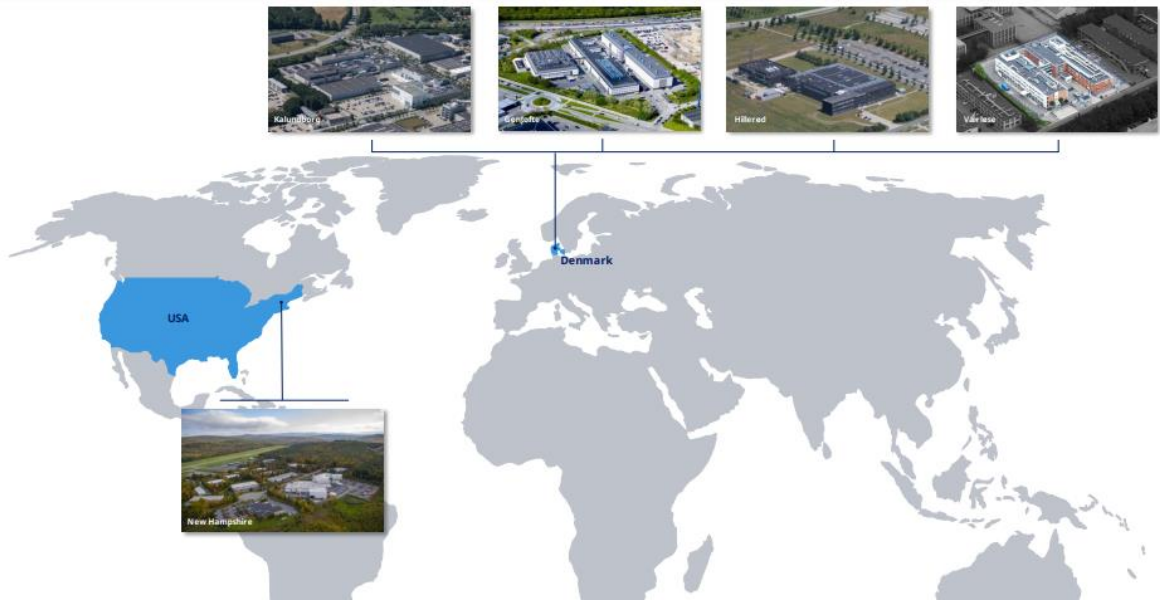 Kalundborg
Gentofte
Hillerød
Værløse
Denmark
USA
New Hampshire